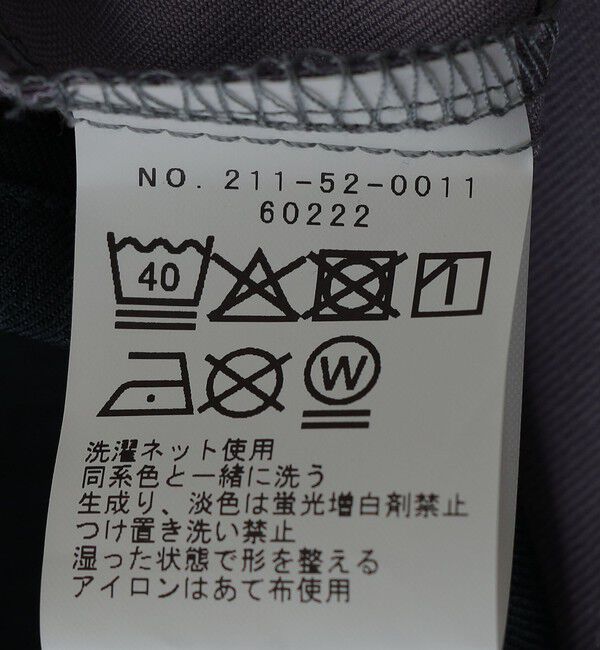 NO. 211-52-0011
60222
40
W
洗濯ネット使用
同系色と一緒に洗う
生成り、淡色は蛍光増白剤禁止
つけ置き洗い禁止
湿った状態で形を整える
アイロンはあて布使用